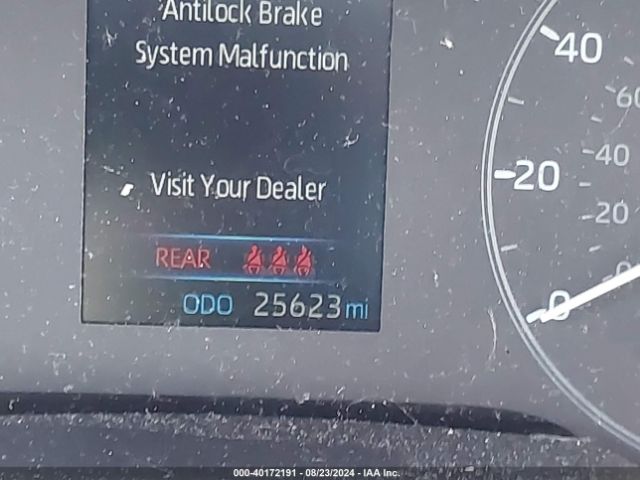 Antilock Brake
System Malfunction
Visit Your Dealer
REAR
ODO 25623 mi
40
60
40
20
20
0
0
000-40172191 - 08/23/2024 - IAA Inc.